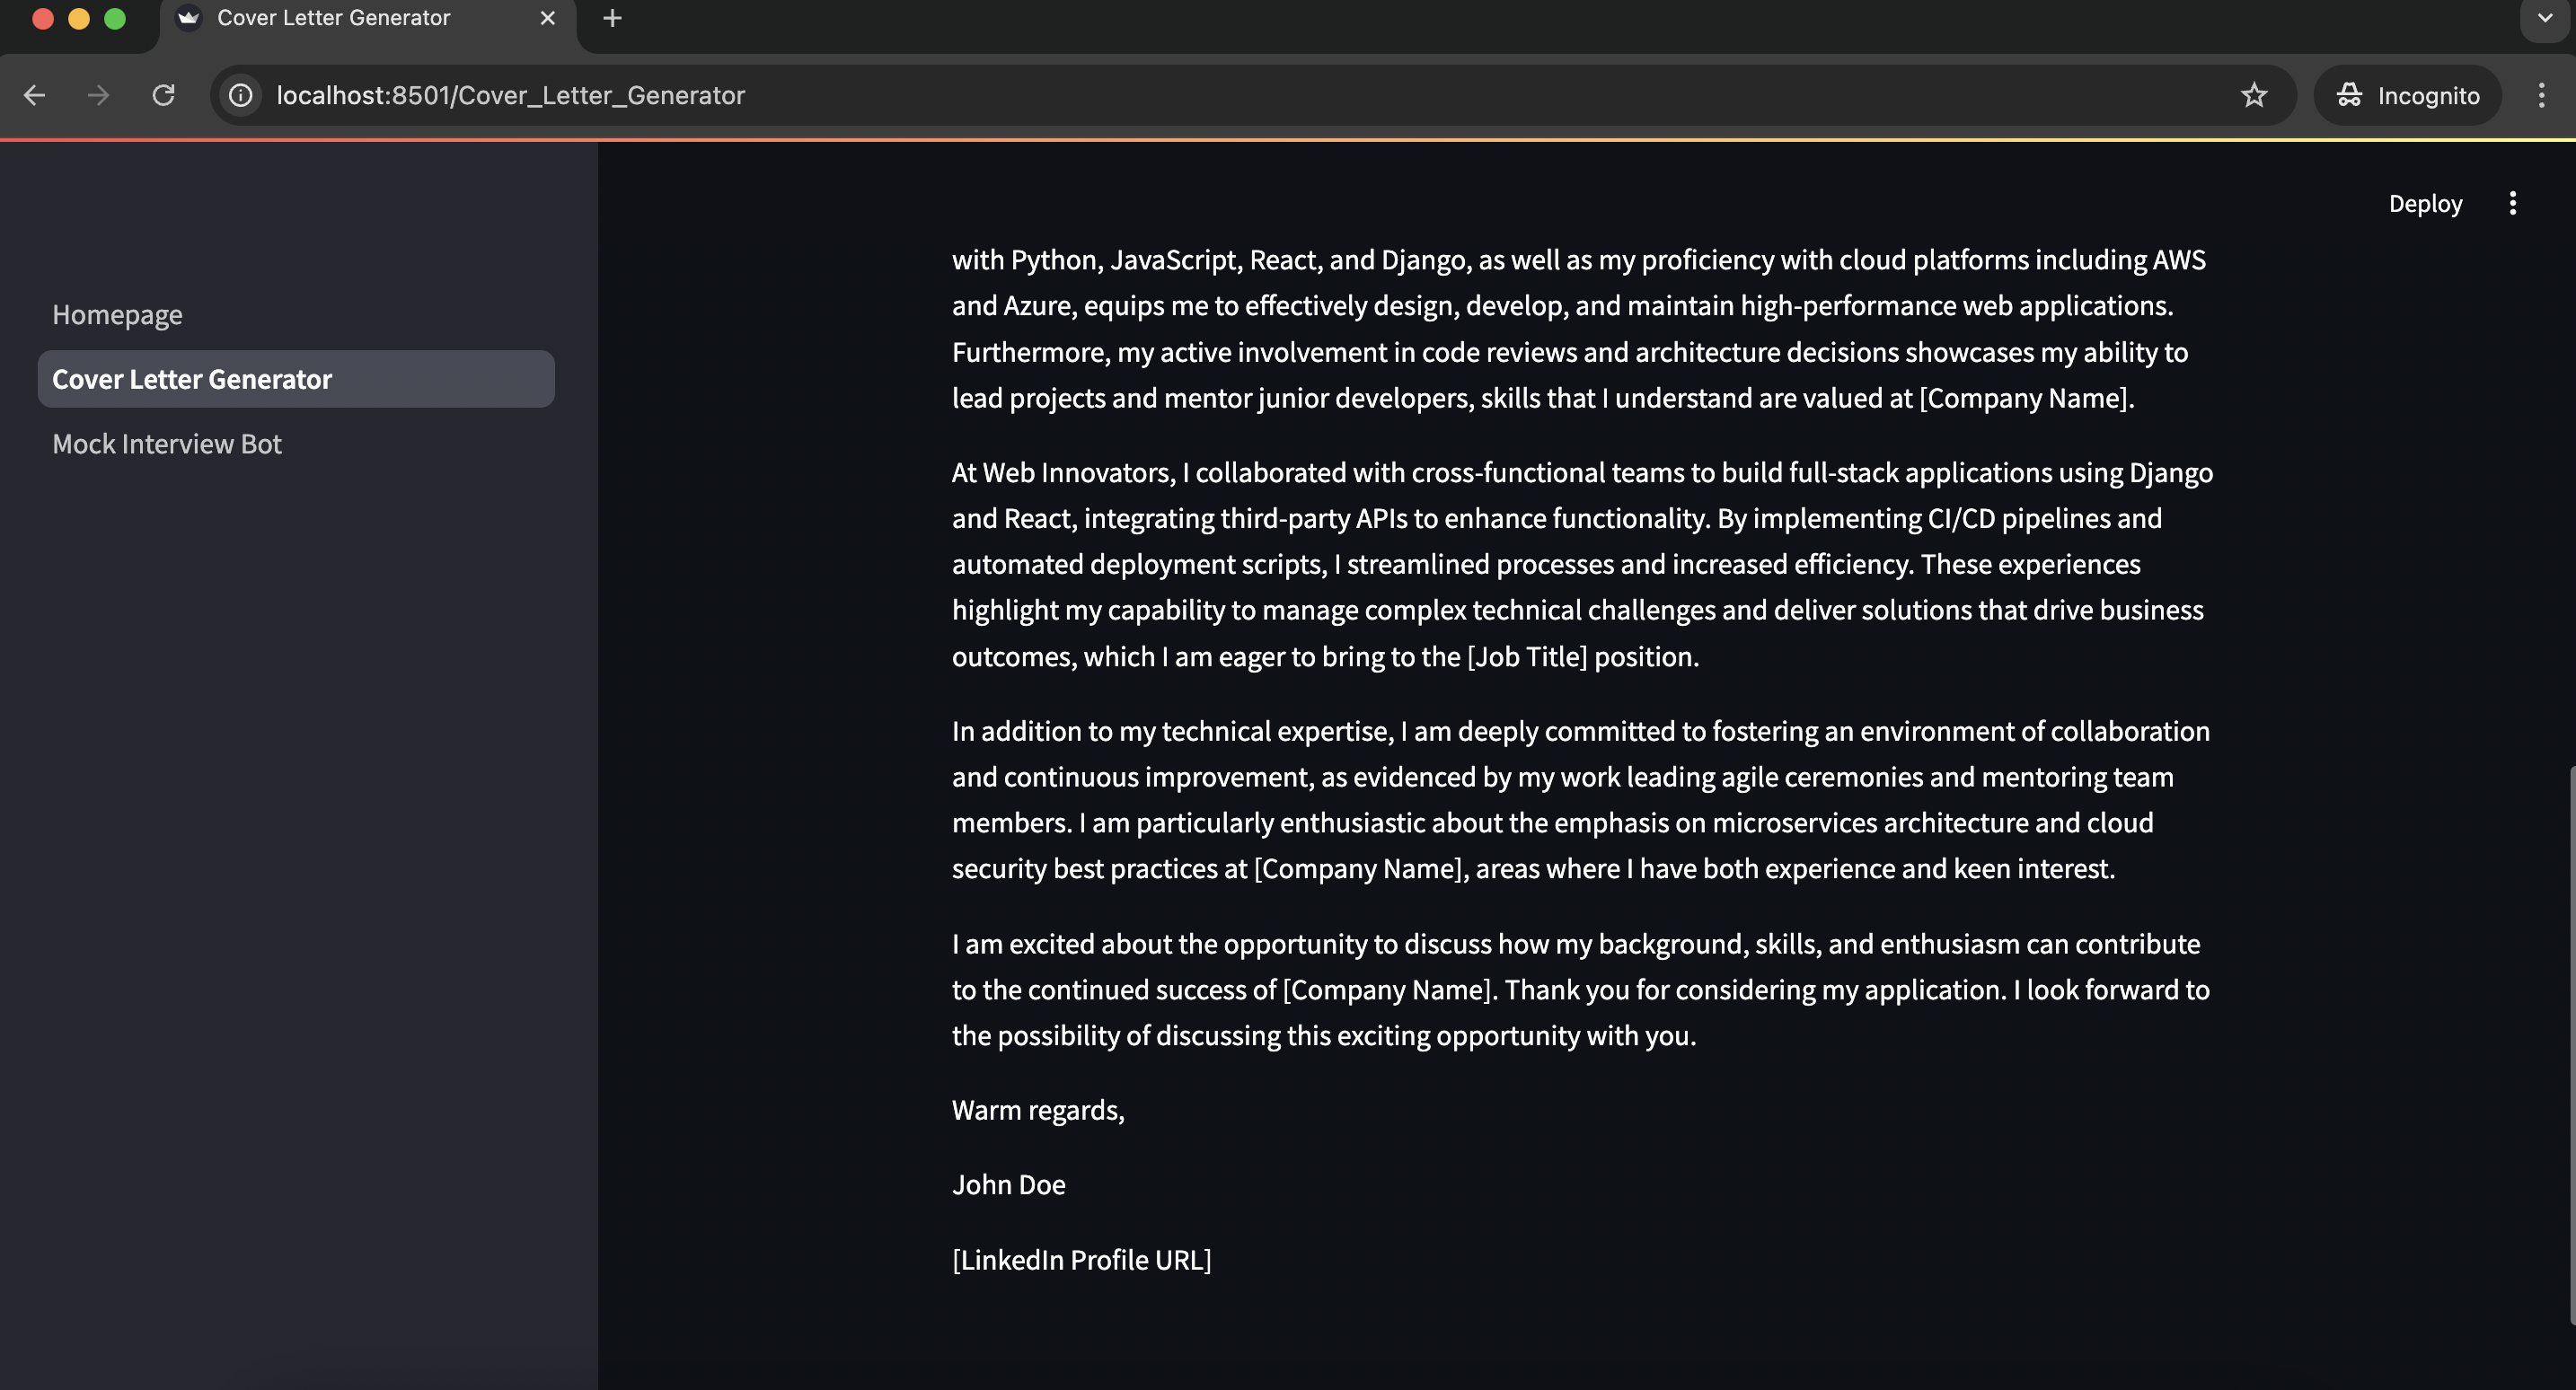 Cover Letter Generator
localhost:8501/Cover_Letter_Generator
Incognito
Deploy
Homepage
Cover Letter Generator
Mock Interview Bot
with Python, JavaScript, React, and Django, as well as my proficiency with cloud platforms including AWS
and Azure, equips me to effectively design, develop, and maintain high-performance web applications.
Furthermore, my active involvement in code reviews and architecture decisions showcases my ability to
lead projects and mentor junior developers, skills that I understand are valued at [Company Name].
At Web Innovators, I collaborated with cross-functional teams to build full-stack applications using Django
and React, integrating third-party APIs to enhance functionality. By implementing CI/CD pipelines and
automated deployment scripts, I streamlined processes and increased efficiency. These experiences
highlight my capability to manage complex technical challenges and deliver solutions that drive business
outcomes, which I am eager to bring to the [Job Title] position.
In addition to my technical expertise, I am deeply committed to fostering an environment of collaboration
and continuous improvement, as evidenced by my work leading agile ceremonies and mentoring team
members. I am particularly enthusiastic about the emphasis on microservices architecture and cloud
security best practices at [Company Name], areas where I have both experience and keen interest.
I am excited about the opportunity to discuss how my background, skills, and enthusiasm can contribute
to the continued success of [Company Name]. Thank you for considering my application. I look forward to
the possibility of discussing this exciting opportunity with you.
Warm regards,
John Doe
[LinkedIn Profile URL]